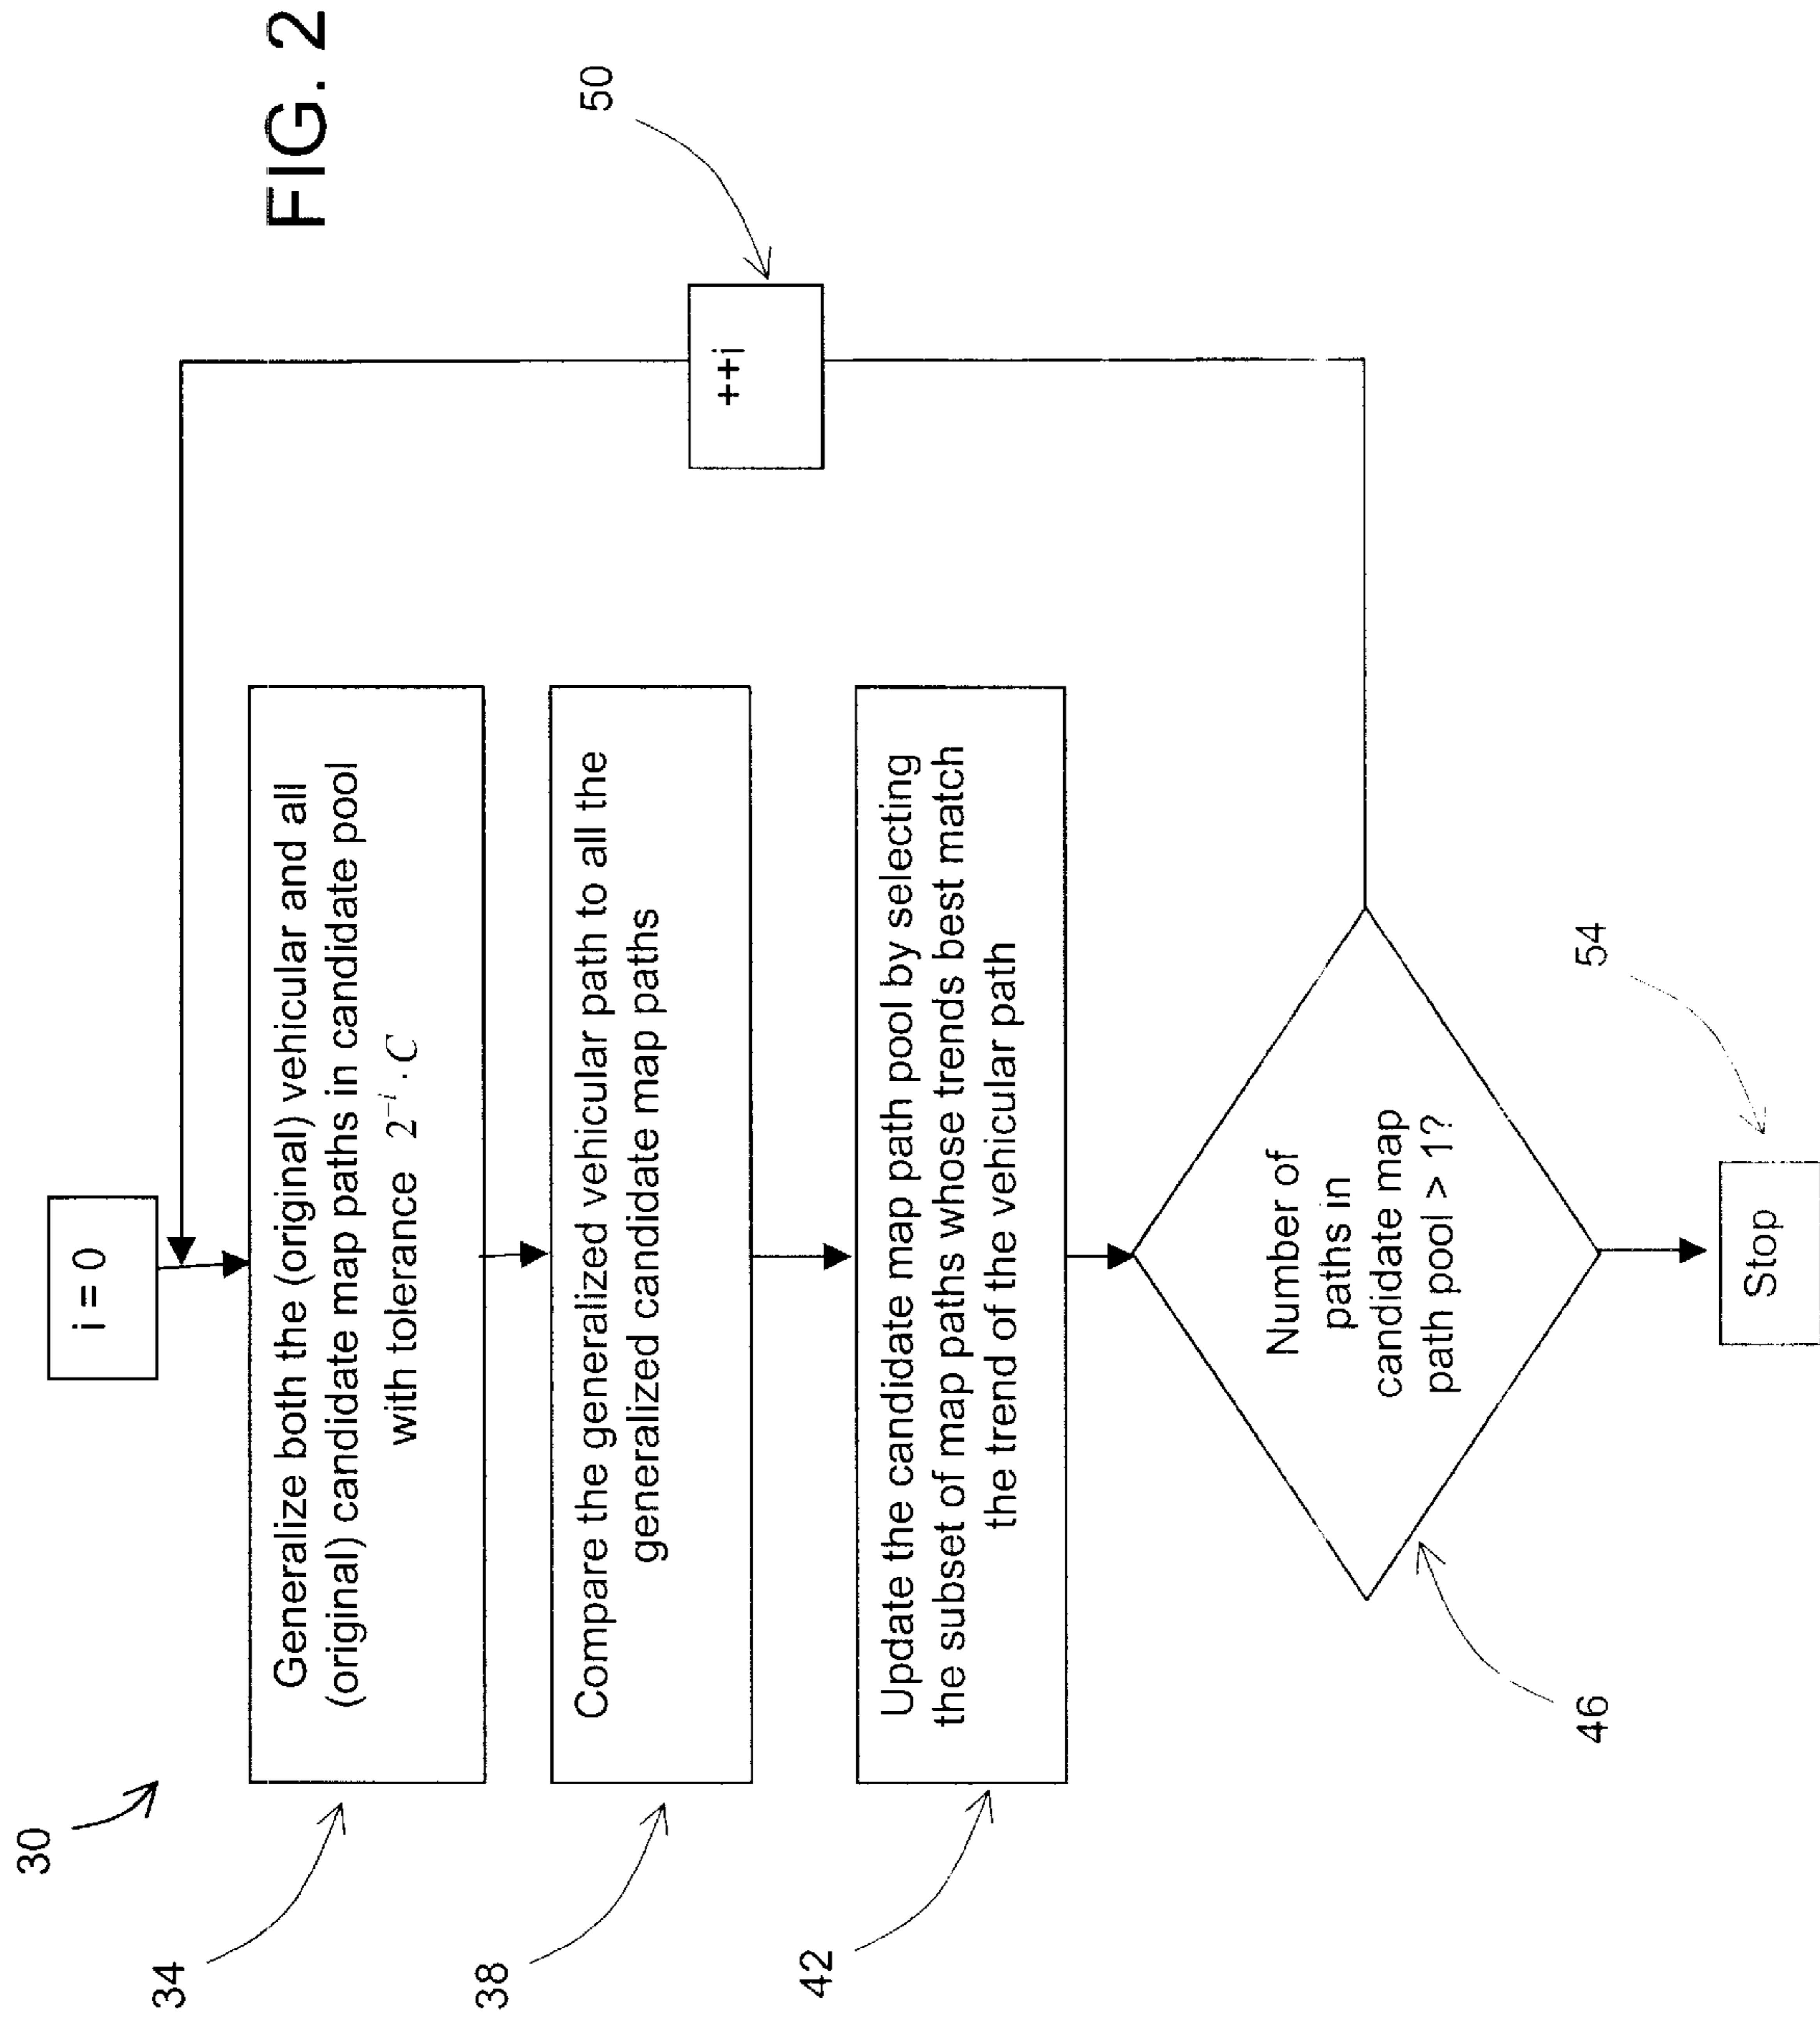 FIG. 2
30
i = 0
34
Generalize both the (original) vehicular and all
(original) candidate map paths in candidate pool
with tolerance 2⁻ⁱ · C
38
Compare the generalized vehicular path to all the
generalized candidate map paths
42
Update the candidate map path pool by selecting
the subset of map paths whose trends best match
the trend of the vehicular path
46
Number of
paths in
candidate map
path pool > 1?
50
++i
54
Stop